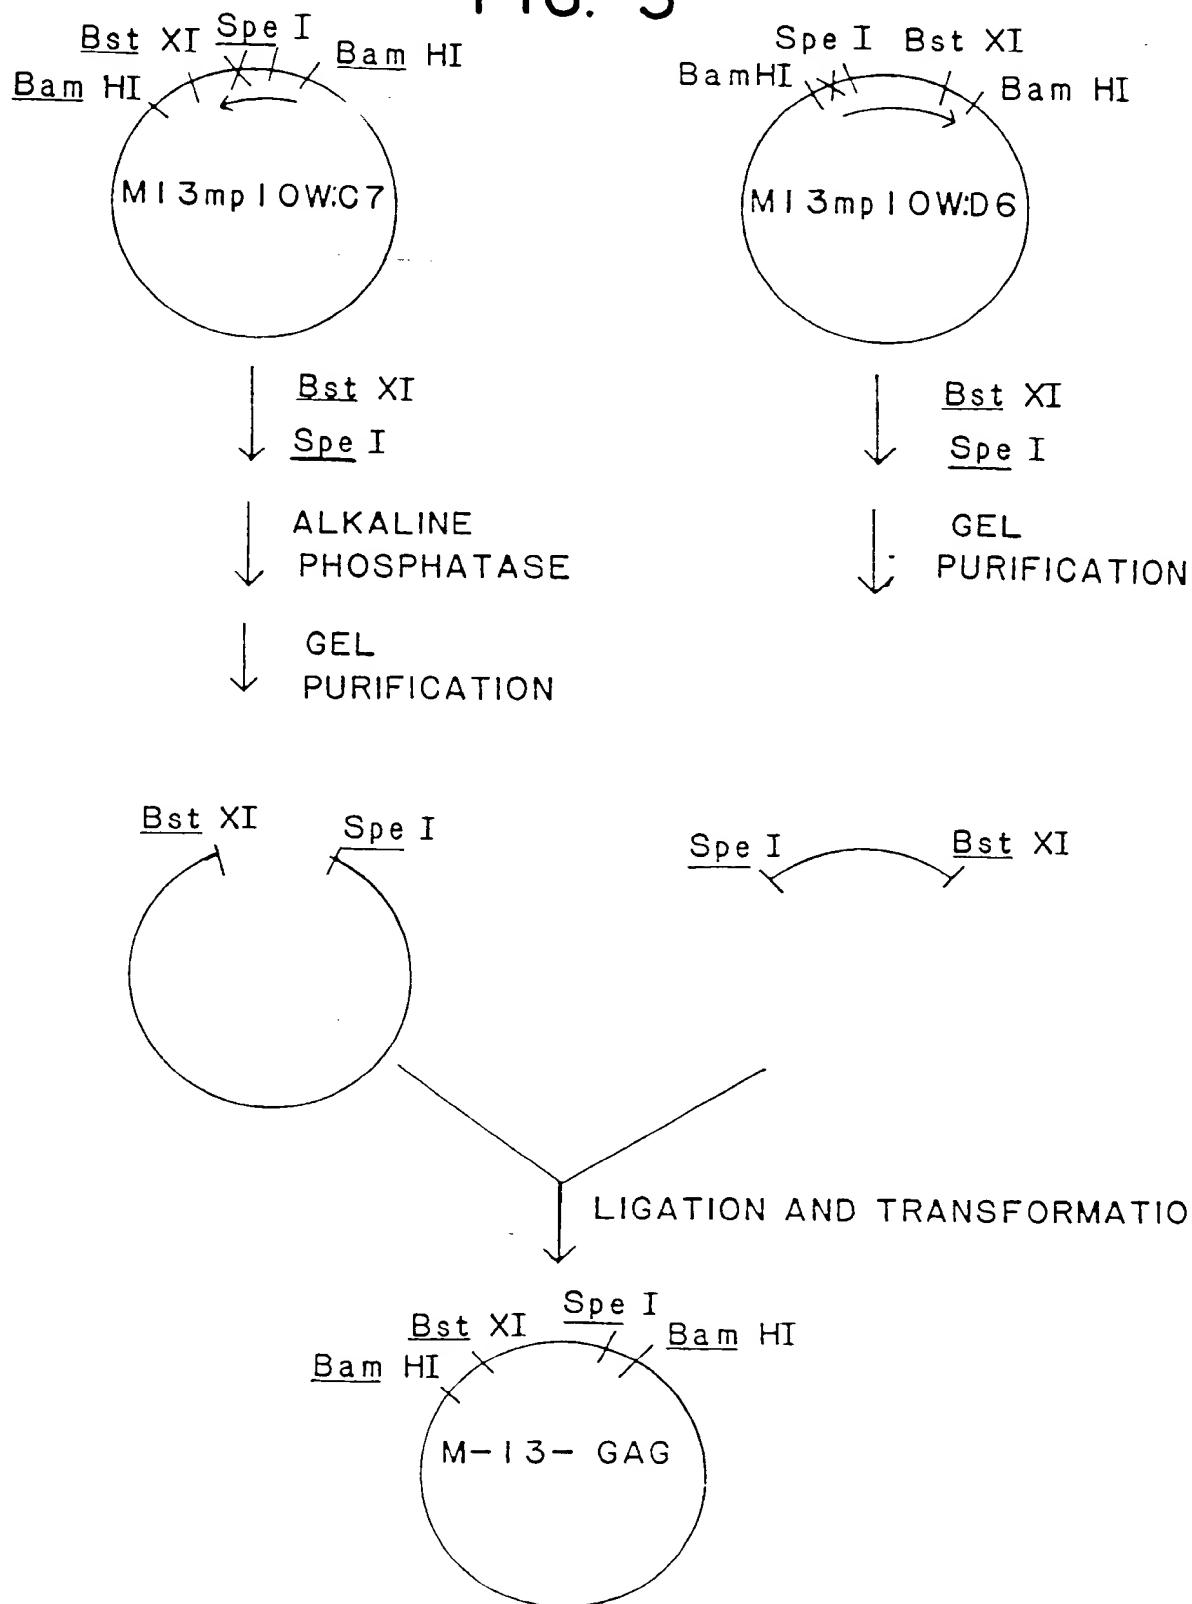 FIG. 5
Bst XI
Spe I
Bam HI
Bam HI
M13mp10W:C7
Spe I
Bst XI
BamHI
Bam HI
M13mp10W:D6
Bst XI
Spe I
ALKALINE
PHOSPHATASE
GEL
PURIFICATION
Bst XI
Spe I
GEL
PURIFICATION
Bst XI
Spe I
Spe I
Bst XI
LIGATION AND TRANSFORMATIO
Spe I
Bst XI
Bam HI
Bam HI
M-13- GAG